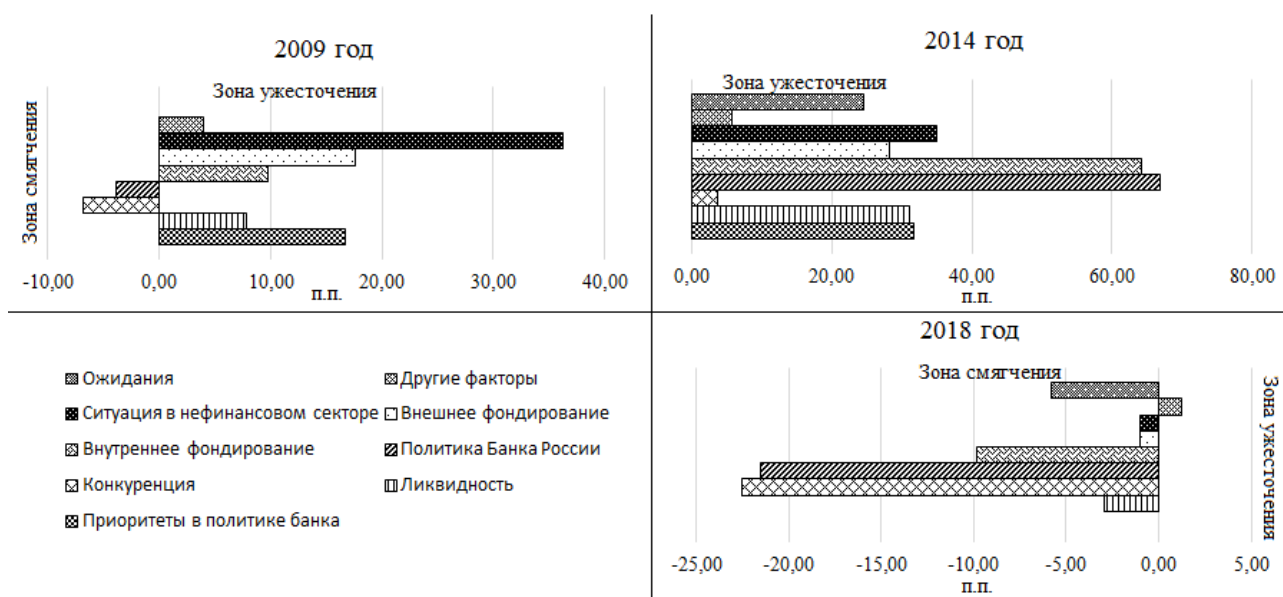 2009 год
Зона ужесточения
Зона смягчения
-10,00 0,00 10,00 20,00 30,00 40,00
п.п.
2014 год
Зона ужесточения
0,00 20,00 40,00 60,00 80,00
п.п.
Ожидания Другие факторы
Ситуация в нефинансовом секторе Внешнее фондирование
Внутреннее фондирование Политика Банка России
Конкуренция Ликвидность
Приоритеты в политике банка
2018 год
Зона смягчения
Зона ужесточения
-25,00 -20,00 -15,00 -10,00 -5,00 0,00 5,00
п.п.